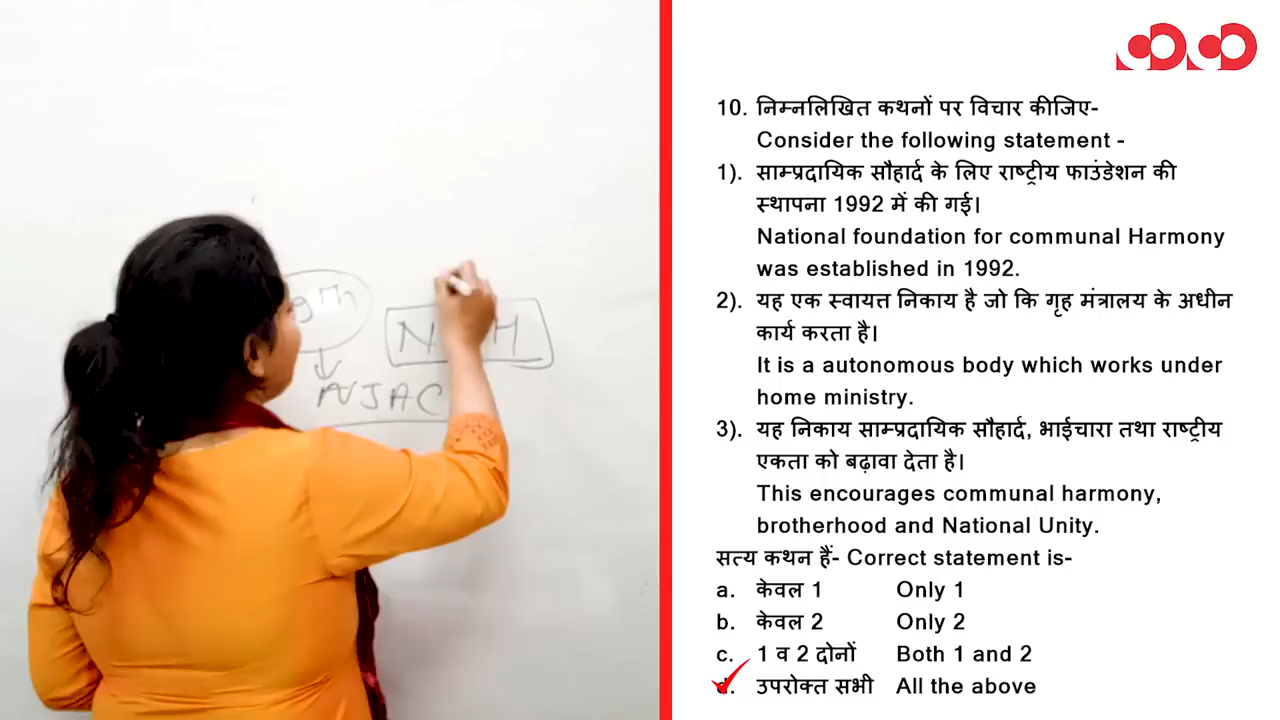 NJAC
10. निम्नलिखित कथनों पर विचार कीजिए-
Consider the following statement -
1). साम्प्रदायिक सौहार्द के लिए राष्ट्रीय फाउंडेशन की
स्थापना 1992 में की गई।
National foundation for communal Harmony
was established in 1992.
2). यह एक स्वायत्त निकाय है जो कि गृह मंत्रालय के अधीन
कार्य करता है।
It is a autonomous body which works under
home ministry.
3). यह निकाय साम्प्रदायिक सौहार्द, भाईचारा तथा राष्ट्रीय
एकता को बढ़ावा देता है।
This encourages communal harmony,
brotherhood and National Unity.
सत्य कथन हैं- Correct statement is-
a. केवल 1 Only 1
b. केवल 2 Only 2
c. 1 व 2 दोनों Both 1 and 2
d. उपरोक्त सभी All the above